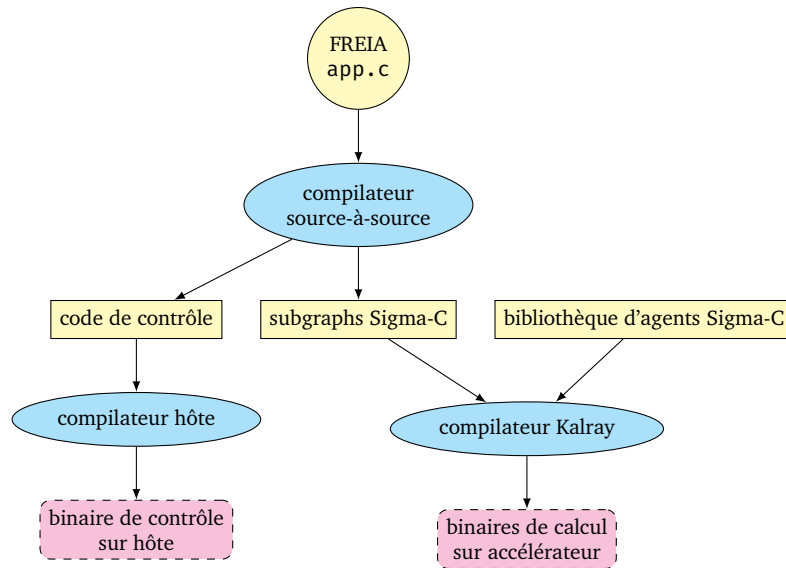 FREIA
app.c
compilateur
source-à-source
code de contrôle
subgraphs Sigma-C
bibliothèque d'agents Sigma-C
compilateur hôte
compilateur Kalray
binaire de contrôle
sur hôte
binaires de calcul
sur accélérateur